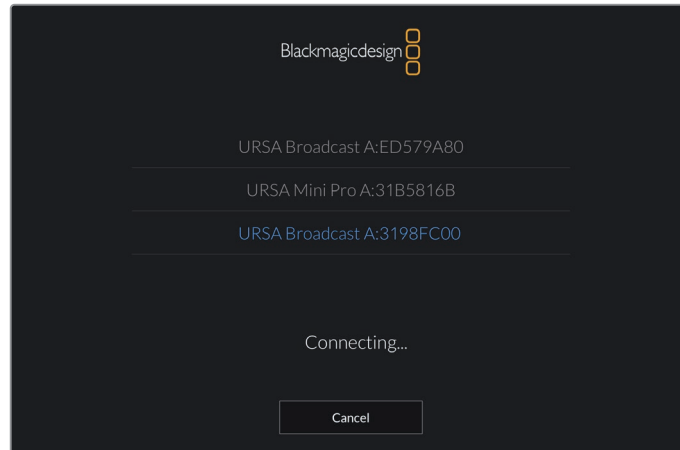 Blackmagicdesign
URSA Broadcast A:ED579A80
URSA Mini Pro A:31B5816B
URSA Broadcast A:3198FC00
Connecting...
Cancel